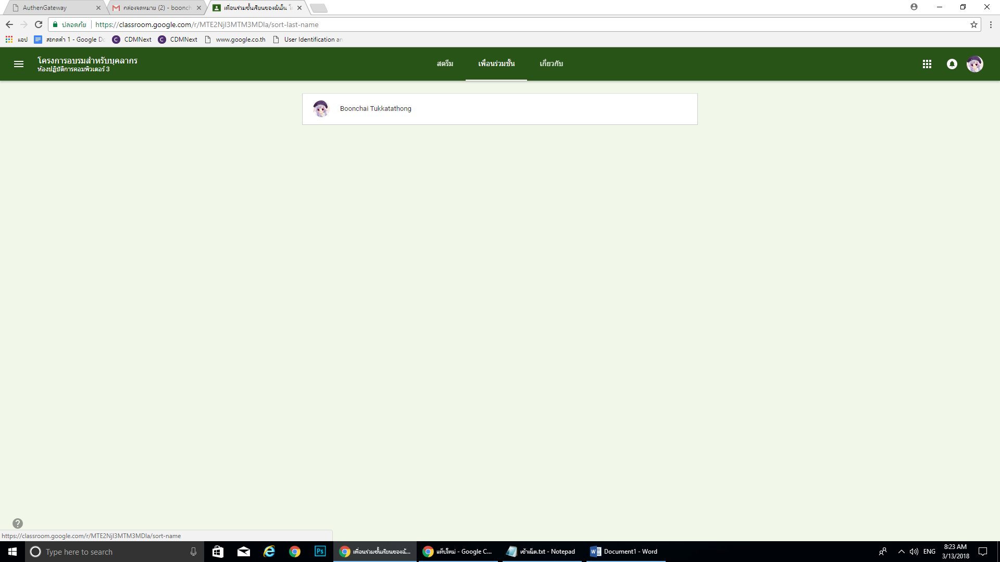 AuthenGateway
กล่องจดหมาย (2) - boonch
เพื่อนร่วมชั้นเรียนของฉันใน
ปลอดภัย
https://classroom.google.com/r/MTE2NjI3MTM3MDla/sort-last-name
แอป
สะกดคำ 1 - Google Do
CDMNext
CDMNext
www.google.co.th
User Identification an
โครงการอบรมสำหรับบุคลากร
ห้องปฏิบัติการคอมพิวเตอร์ 3
สตรีม
เพื่อนร่วมชั้น
เกี่ยวกับ
Boonchai Tukkatathong
https://classroom.google.com/r/MTE2NjI3MTM3MDla/sort-name
Type here to search
Ps
เพื่อนร่วมชั้นเรียนของฉั...
แท็บใหม่ - Google C...
เข้าเน็ต.txt - Notepad
Document1 - Word
ENG
8:23 AM
3/13/2018